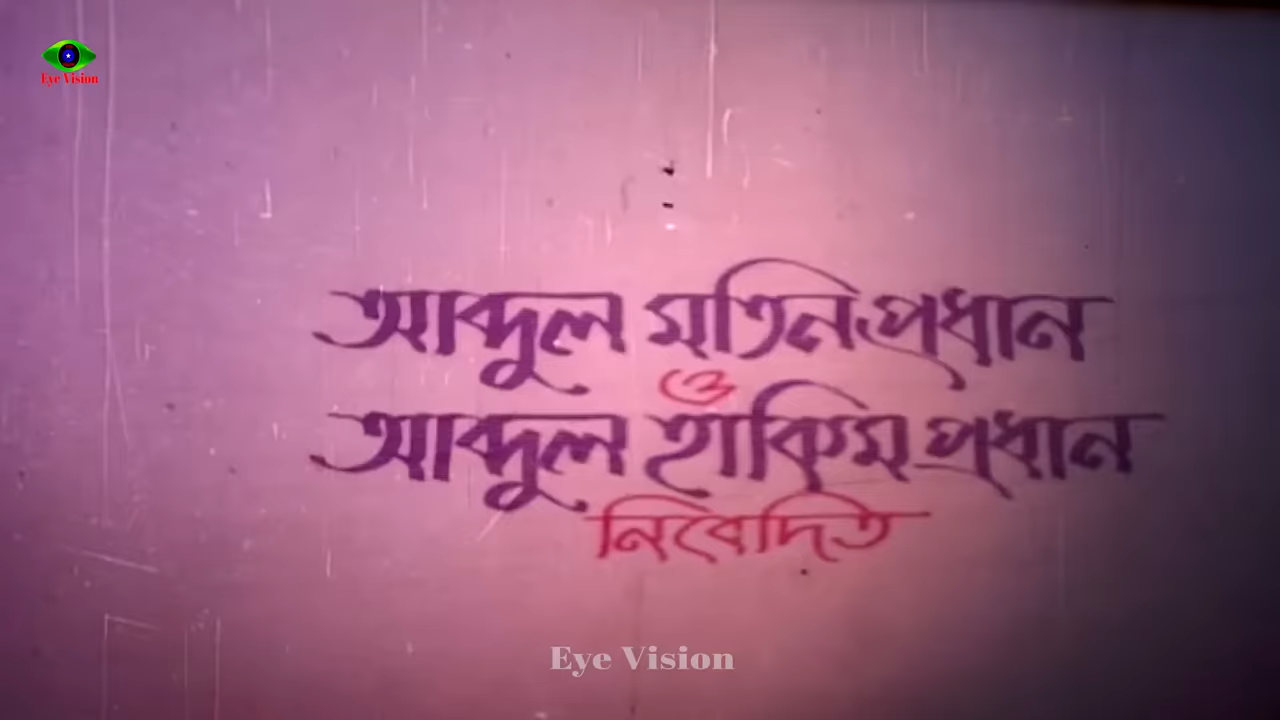 Eye Vision
আব্দুল মতিন প্রধান
ও
আব্দুল হাকিম প্রধান
নিবেদিত
Eye Vision